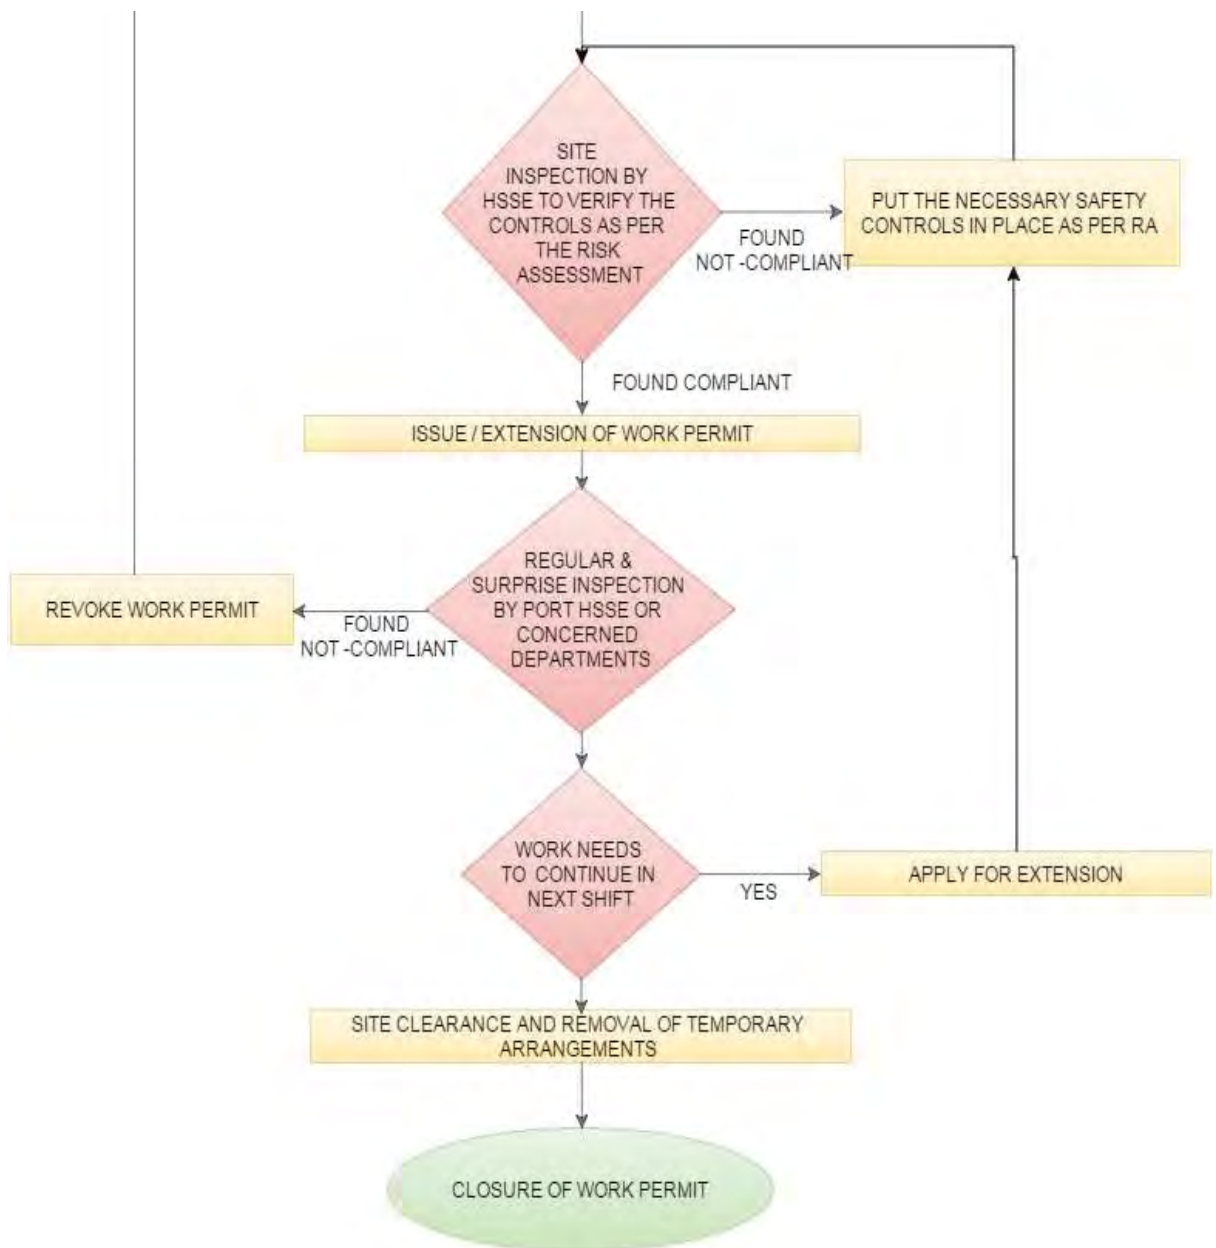 SITE
INSPECTION BY
HSSE TO VERIFY THE
CONTROLS AS PER
THE RISK
ASSESSMENT
FOUND
NOT -COMPLIANT
PUT THE NECESSARY SAFETY
CONTROLS IN PLACE AS PER RA
FOUND COMPLIANT
ISSUE / EXTENSION OF WORK PERMIT
REGULAR &
SURPRISE INSPECTION
BY PORT HSSE OR
CONCERNED
DEPARTMENTS
FOUND
NOT -COMPLIANT
REVOKE WORK PERMIT
WORK NEEDS
TO CONTINUE IN
NEXT SHIFT
YES
APPLY FOR EXTENSION
SITE CLEARANCE AND REMOVAL OF TEMPORARY
ARRANGEMENTS
CLOSURE OF WORK PERMIT